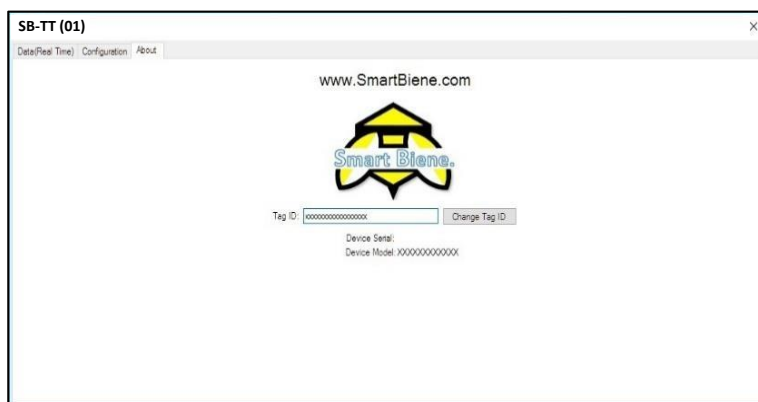 SB-TT (01)
Data(Real Time) Configuration About
www.SmartBiene.com
Smart Biene.
Tag ID: xxxxxxxxxxxxxxxxx Change Tag ID
Device Serial:
Device Model: XXXXXXXXXXXX